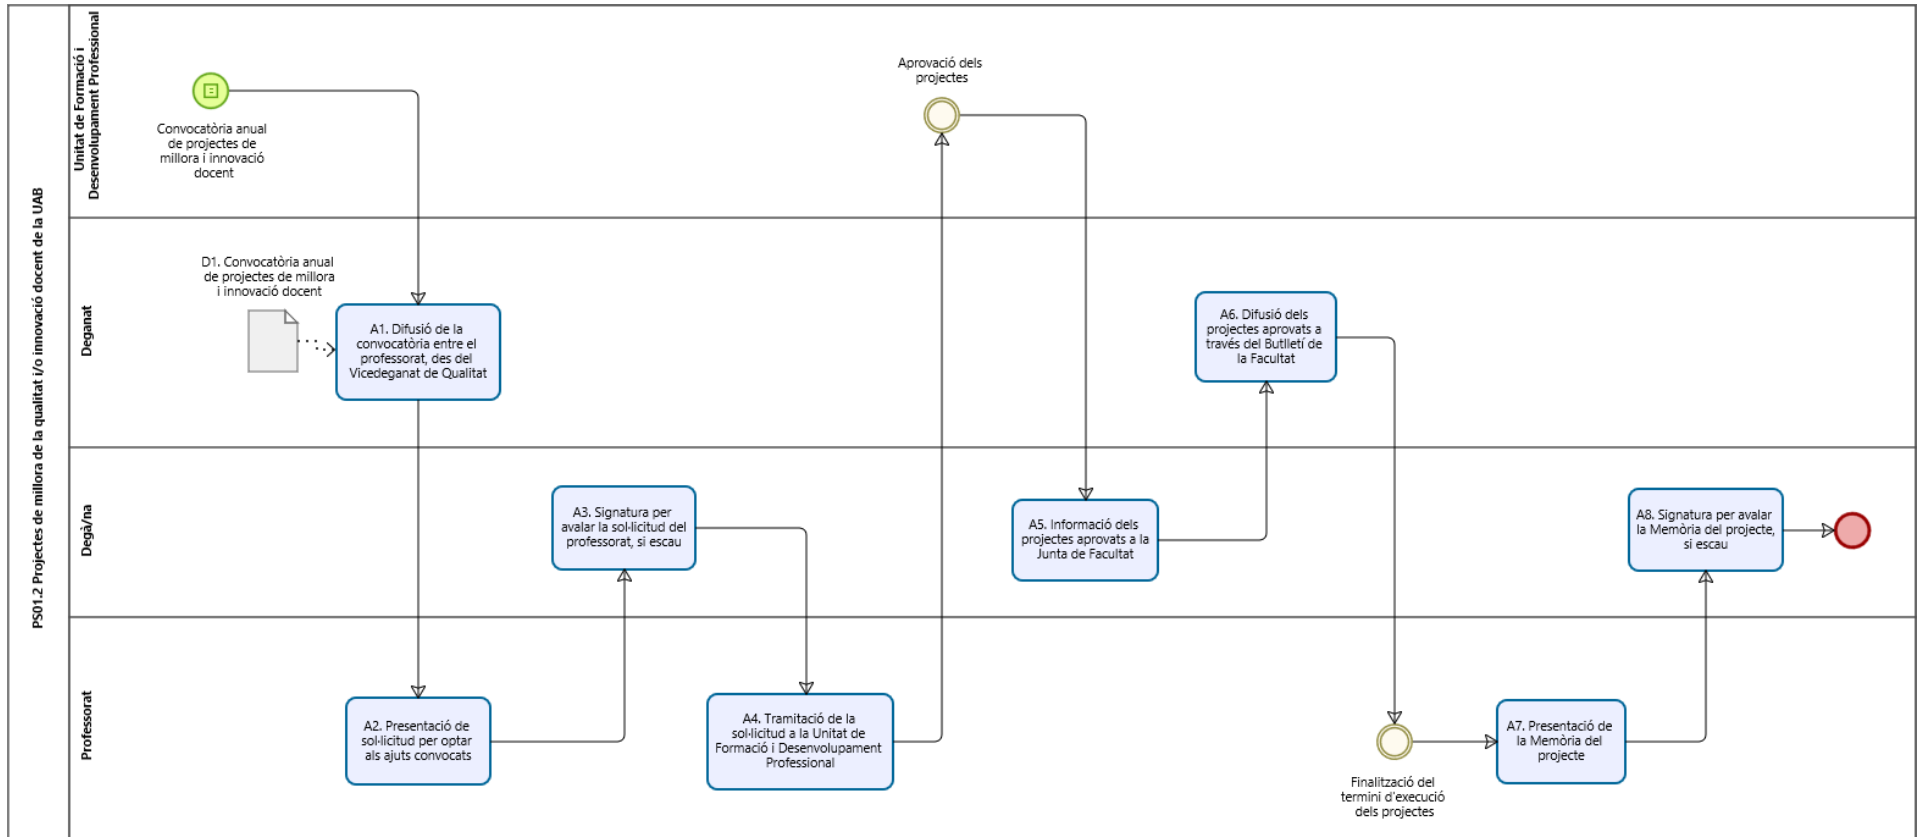 PS01.2 Projectes de millora de la qualitat i/o innovació docent de la UAB
Unitat de Formació i
Desenvolupament Professional
Convocatòria anual
de projectes de
millora i innovació
docent
Aprovació dels
projectes
Deganat
D1. Convocatòria anual
de projectes de millora
i innovació docent
A1. Difusió de la
convocatòria entre el
professorat, des del
Vicedeganat de Qualitat
A6. Difusió dels
projectes aprovats a
través del Butlletí de
la Facultat
Degà/na
A3. Signatura per
avalar la sol·licitud del
professorat, si escau
A5. Informació dels
projectes aprovats a la
Junta de Facultat
A8. Signatura per avalar
la Memòria del projecte,
si escau
Professorat
A2. Presentació de
sol·licitud per optar
als ajuts convocats
A4. Tramitació de la
sol·licitud a la Unitat de
Formació i Desenvolupament
Professional
Finalització del
termini d'execució
dels projectes
A7. Presentació de
la Memòria del
projecte